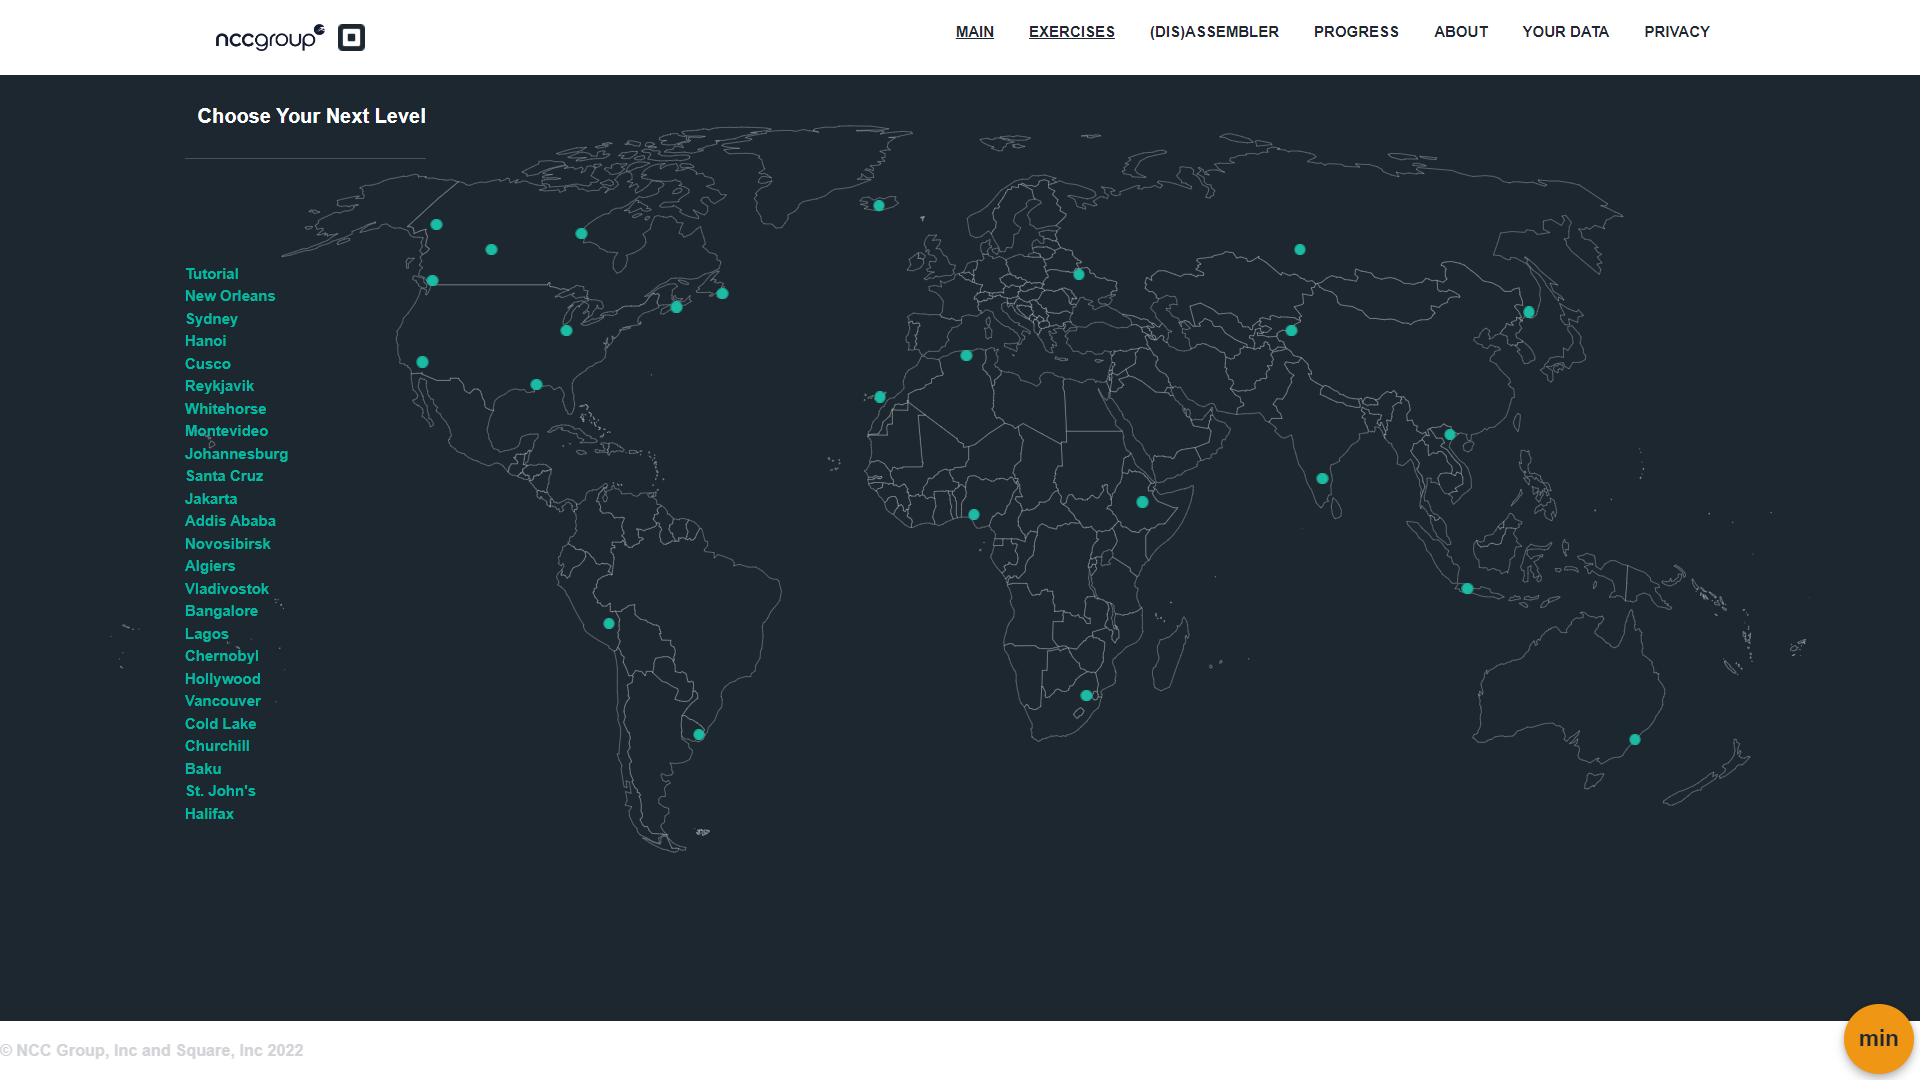 nccgroup
MAIN EXERCISES (DIS)ASSEMBLER PROGRESS ABOUT YOUR DATA PRIVACY
Choose Your Next Level
Tutorial
New Orleans
Sydney
Hanoi
Cusco
Reykjavik
Whitehorse
Montevideo
Johannesburg
Santa Cruz
Jakarta
Addis Ababa
Novosibirsk
Algiers
Vladivostok
Bangalore
Lagos
Chernobyl
Hollywood
Vancouver
Cold Lake
Churchill
Baku
St. John's
Halifax
min
© NCC Group, Inc and Square, Inc 2022